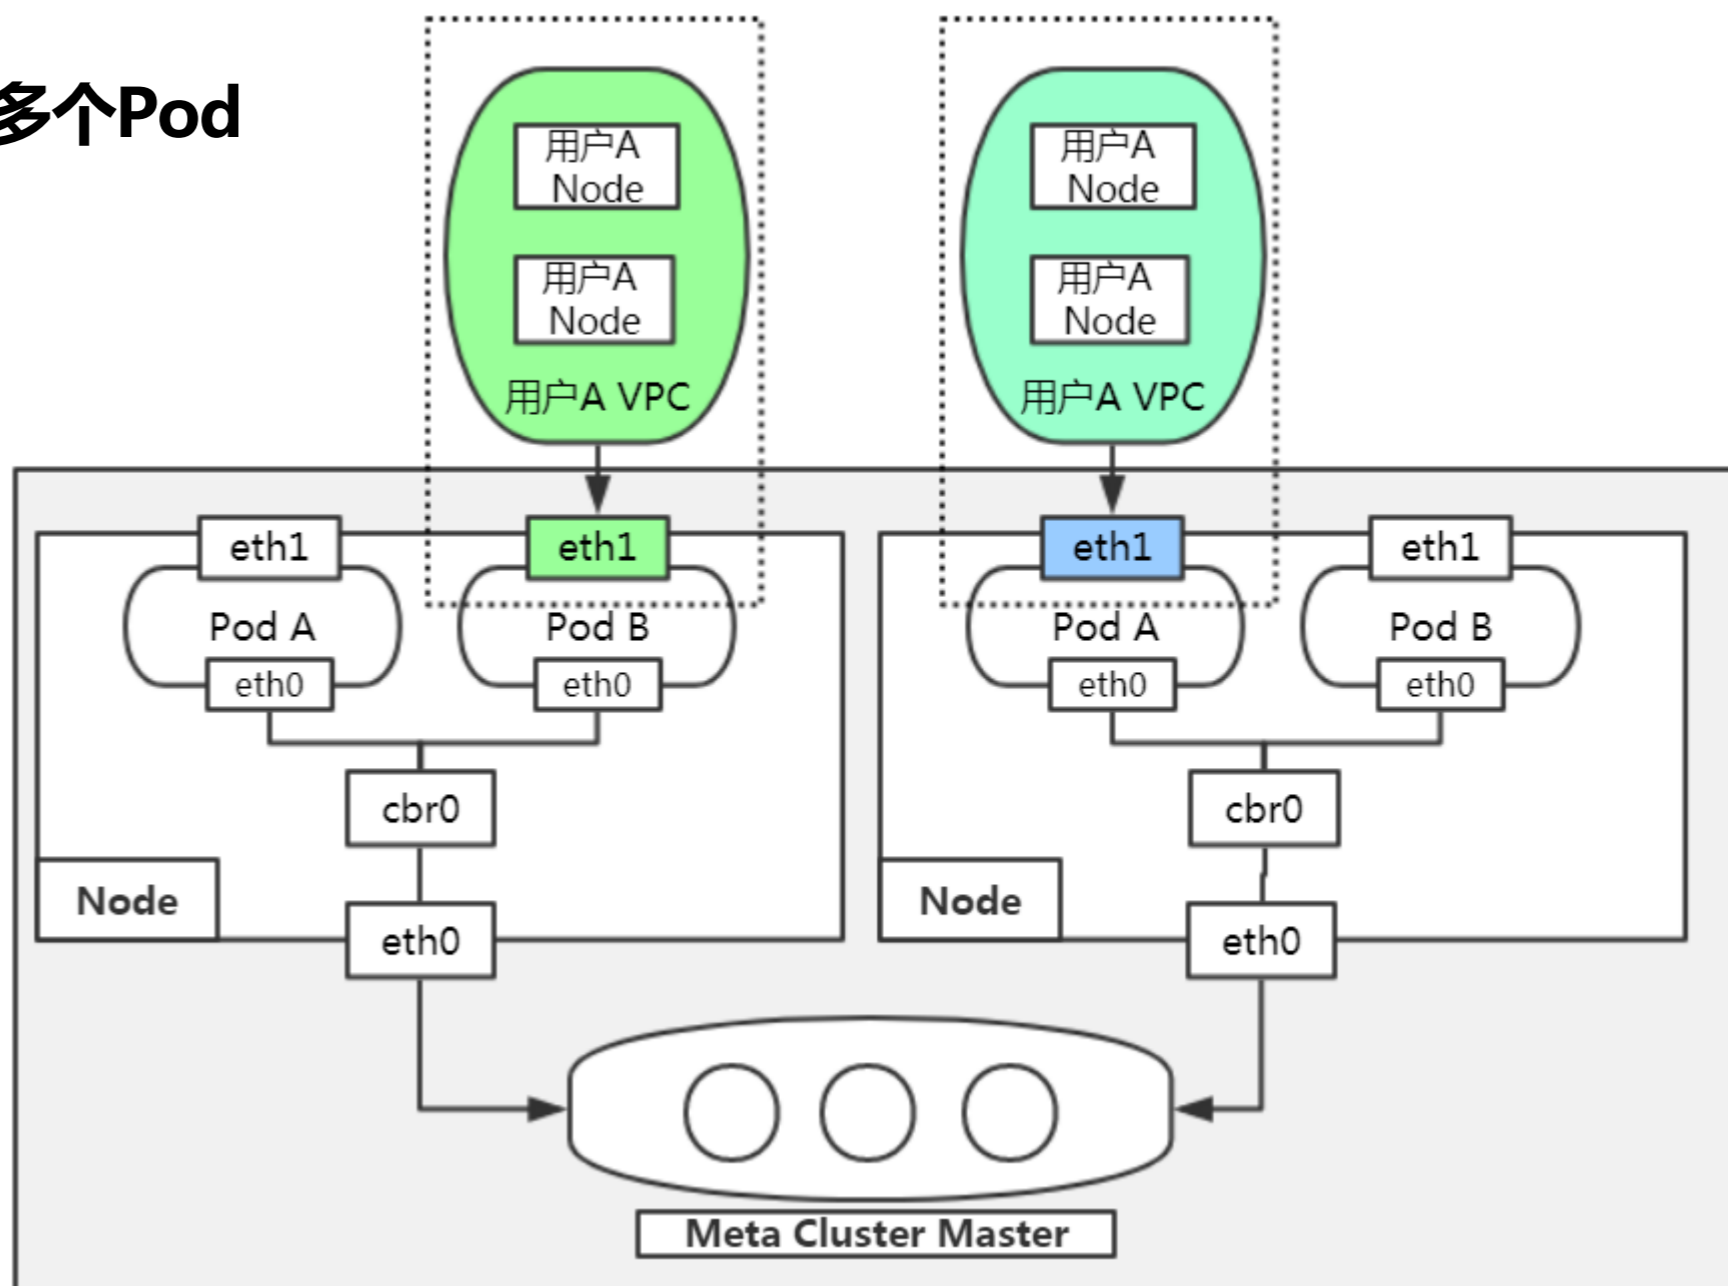 多个Pod
用户A
Node
用户A
Node
用户A VPC
用户A
Node
用户A
Node
用户A VPC
eth1
eth1
eth1
eth1
Pod A
Pod B
Pod A
Pod B
eth0
eth0
eth0
eth0
cbr0
cbr0
Node
Node
eth0
eth0
Meta Cluster Master